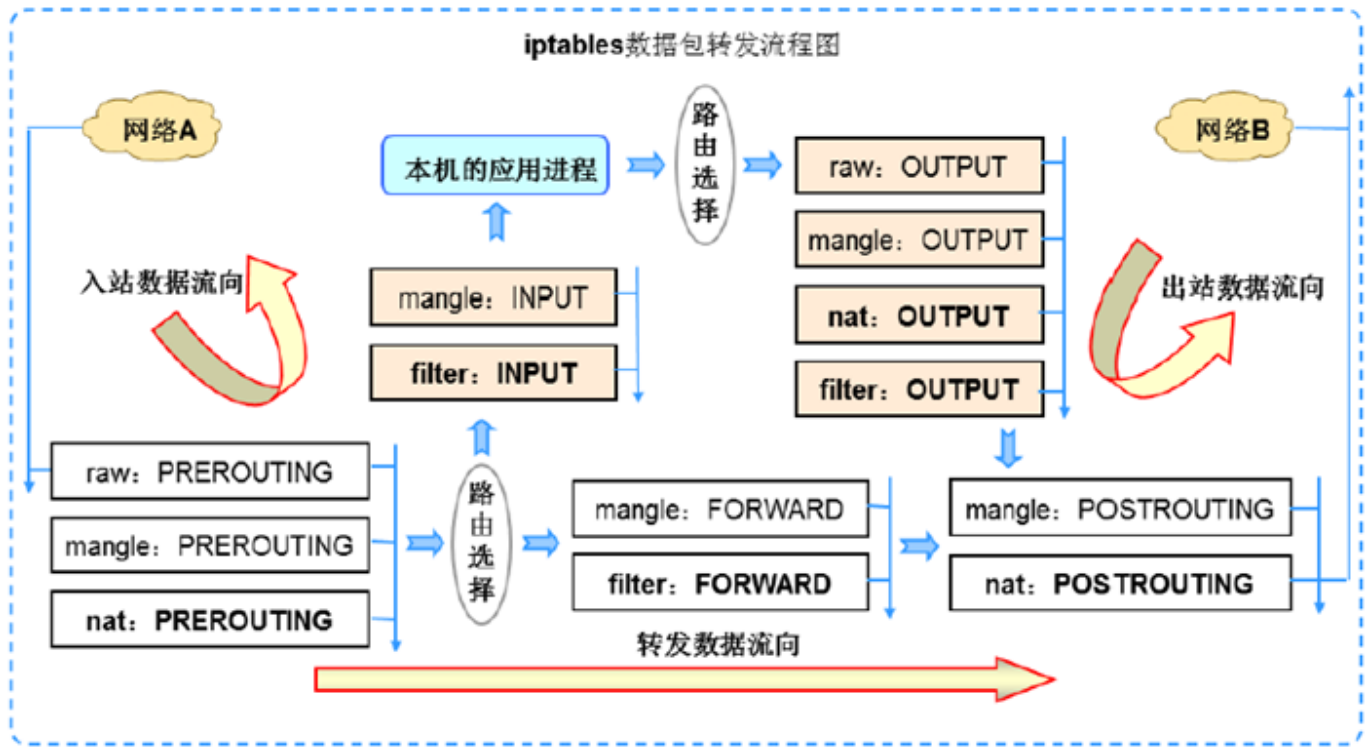 iptables数据包转发流程图
网络A
网络B
本机的应用进程
路由选择
raw：OUTPUT
mangle：OUTPUT
nat：OUTPUT
filter：OUTPUT
入站数据流向
mangle：INPUT
filter：INPUT
出站数据流向
raw：PREROUTING
mangle：PREROUTING
nat：PREROUTING
路由选择
mangle：FORWARD
filter：FORWARD
mangle：POSTROUTING
nat：POSTROUTING
转发数据流向